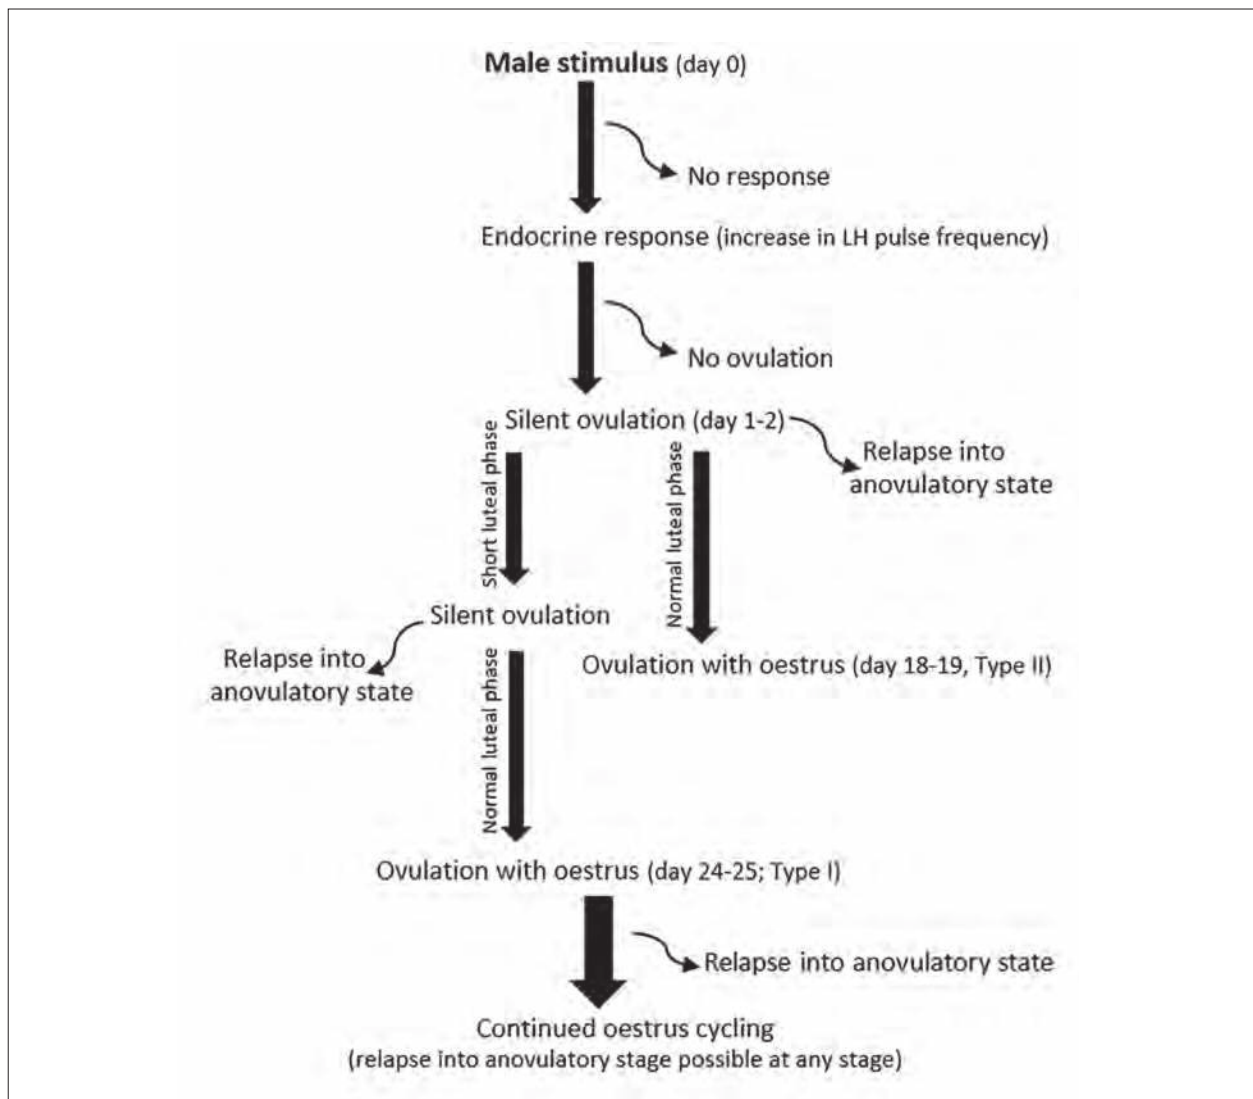 Male stimulus (day 0)
No response
Endocrine response (increase in LH pulse frequency)
No ovulation
Silent ovulation (day 1-2)
Relapse into
anovulatory state
Short luteal phase
Normal luteal phase
Silent ovulation
Relapse into
anovulatory state
Ovulation with oestrus (day 18-19, Type II)
Normal luteal phase
Ovulation with oestrus (day 24-25; Type I)
Relapse into anovulatory state
Continued oestrus cycling
(relapse into anovulatory stage possible at any stage)